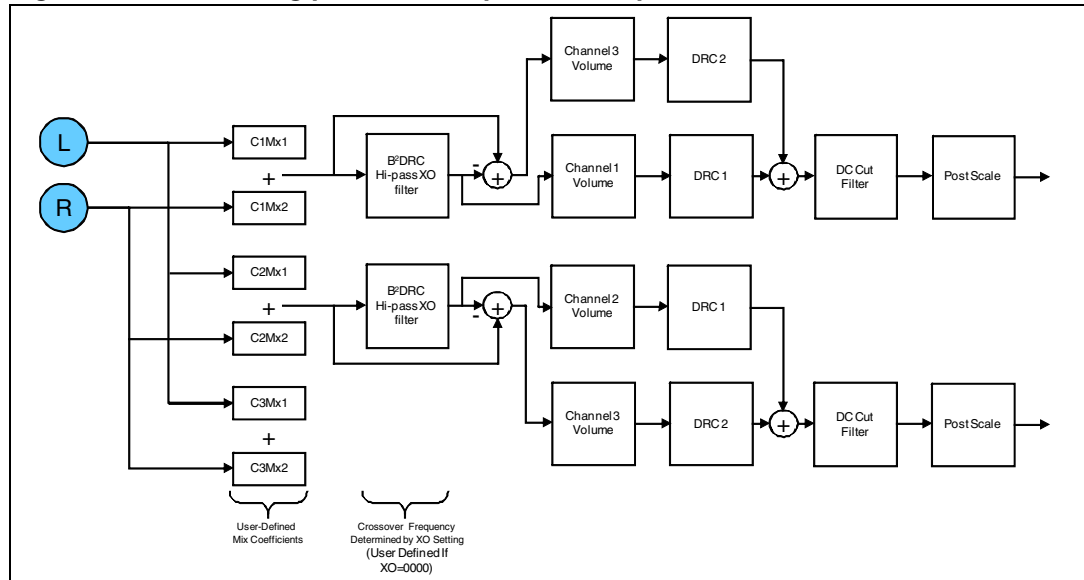 L
R
C1Mx1
+
C1Mx2
C2Mx1
+
C2Mx2
C3Mx1
+
C3Mx2
User-Defined
Mix Coefficients
B²DRC
Hi-pass XO
filter
B²DRC
Hi-pass XO
filter
Crossover Frequency
Determined by XO Setting
(User Defined If
XO=0000)
-
+
-
+
Channel 3
Volume
DRC 2
Channel 1
Volume
DRC 1
+
DC Cut
Filter
Post Scale
Channel 2
Volume
DRC 1
Channel 3
Volume
DRC 2
+
DC Cut
Filter
Post Scale